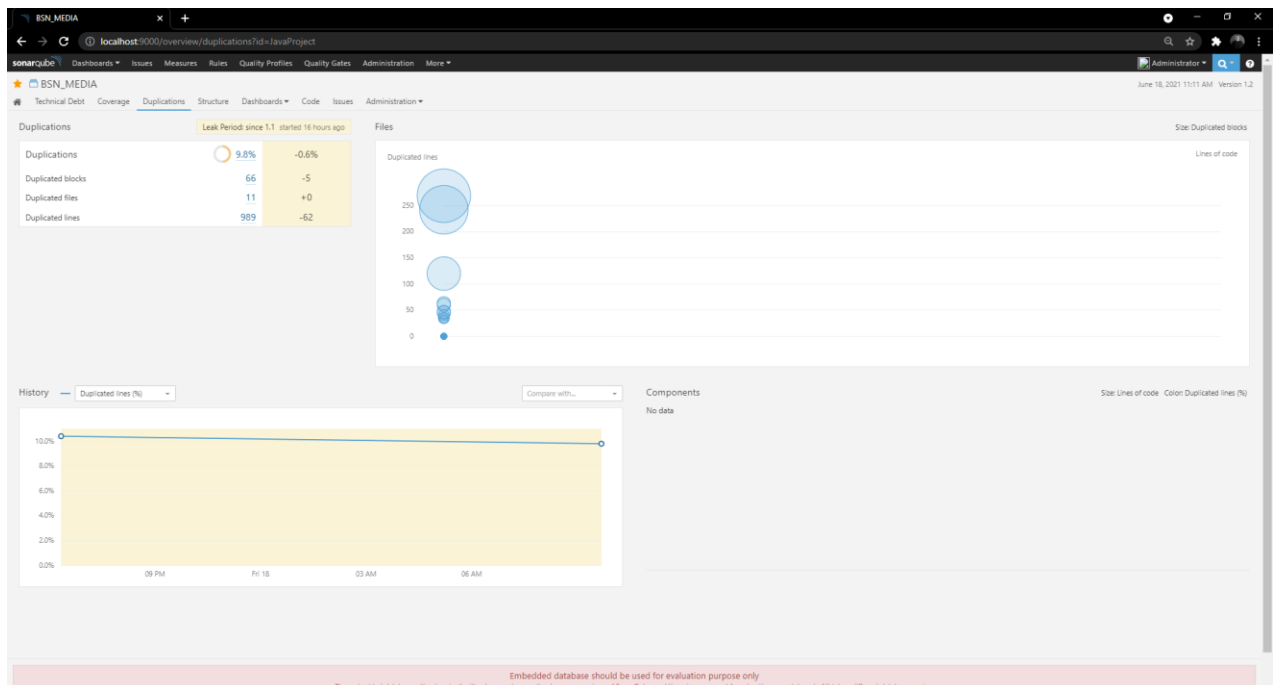 BSN_MEDIA
localhost:9000/overview/duplications?id=JavaProject
sonarqube Dashboards Issues Measures Rules Quality Profiles Quality Gates Administration More Administrator
BSN_MEDIA
June 18, 2021 11:11 AM Version 1.2
Technical Debt Coverage Duplications Structure Dashboards Code Issues Administration
Duplications
Leak Period: since 1.1 started 16 hours ago
Duplications 9.8% -0.6%
Duplicated blocks 66 -5
Duplicated files 11 +0
Duplicated lines 989 -62
Files
Size: Duplicated blocks
Duplicated lines
Lines of code
250
200
150
100
50
0
History
Duplicated lines (%)
Compare with...
10.0%
8.0%
6.0%
4.0%
2.0%
0.0%
09 PM Fri 18 03 AM 06 AM
Components
Size: Lines of code Color: Duplicated lines (%)
No data
Embedded database should be used for evaluation purpose only